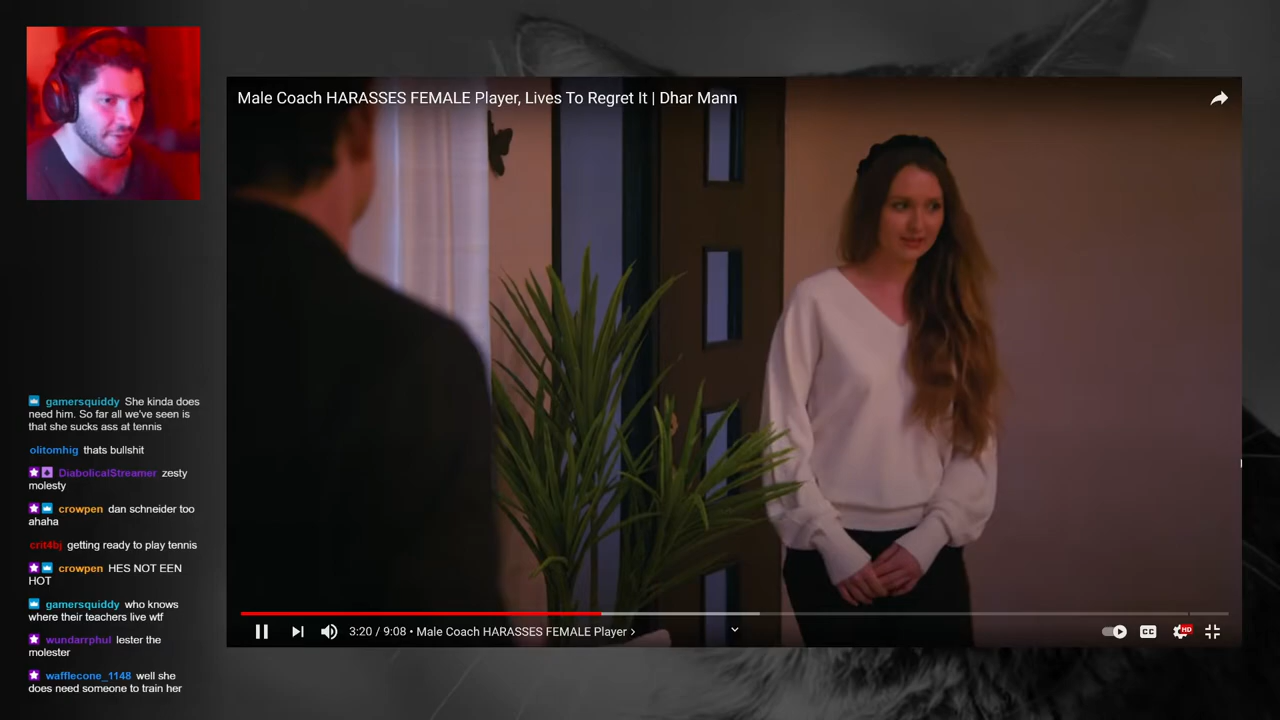 Male Coach HARASSES FEMALE Player, Lives To Regret It | Dhar Mann
gamersquiddy She kinda does
need him. So far all we've seen is
that she sucks ass at tennis
olitomhig thats bullshit
DiabolicalStreamer zesty
molesty
crowpen dan schneider too
ahaha
crit4bj getting ready to play tennis
crowpen HES NOT EEN
HOT
gamersquiddy who knows
where their teachers live wtf
wundarrphul lester the
molester
wafflecone_1148 well she
does need someone to train her
3:20 / 9:08 • Male Coach HARASSES FEMALE Player >
CC
HD